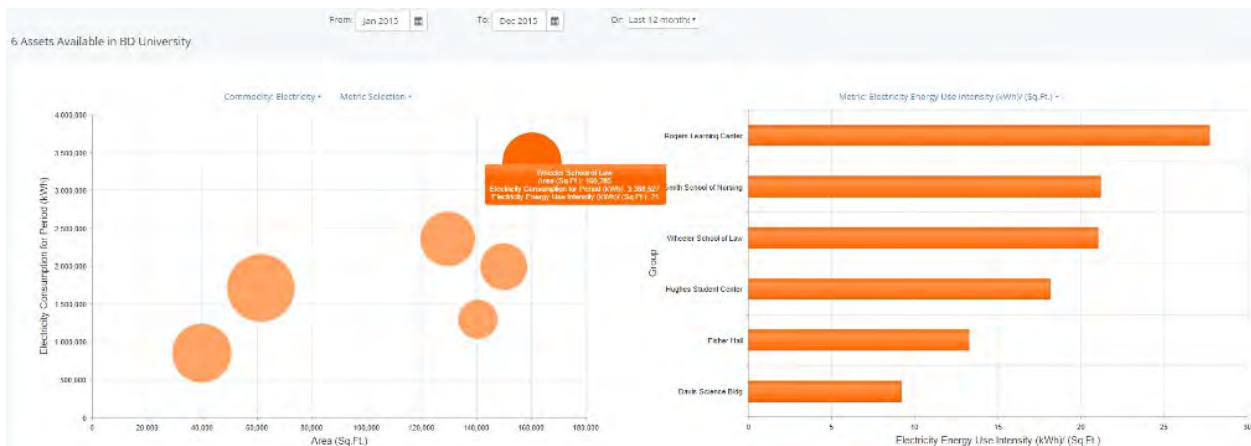 From: Jan 2015 To: Dec 2015 Or: Last 12 months
6 Assets Available in BD University
Commodity: Electricity Metric Selection
Electricity Consumption for Period (kWh)
4,000,000
3,500,000
3,000,000
2,500,000
2,000,000
1,500,000
1,000,000
500,000
0
0 20,000 40,000 60,000 80,000 100,000 120,000 140,000 160,000 180,000
Area (Sq.Ft.)
Wheeler School of Law
Area (Sq.Ft.):
Electricity Consumption for Period (kWh):
Electricity Energy Use Intensity (kWh)/ (Sq.Ft.): 21
Metric: Electricity Energy Use Intensity (kWh)/ (Sq.Ft.)
Group
Rogers Learning Center
Smith School of Nursing
Wheeler School of Law
Hughes Student Center
Fisher Hall
Davis Science Bldg
0 5 10 15 20 25 30
Electricity Energy Use Intensity (kWh)/ (Sq.Ft.)